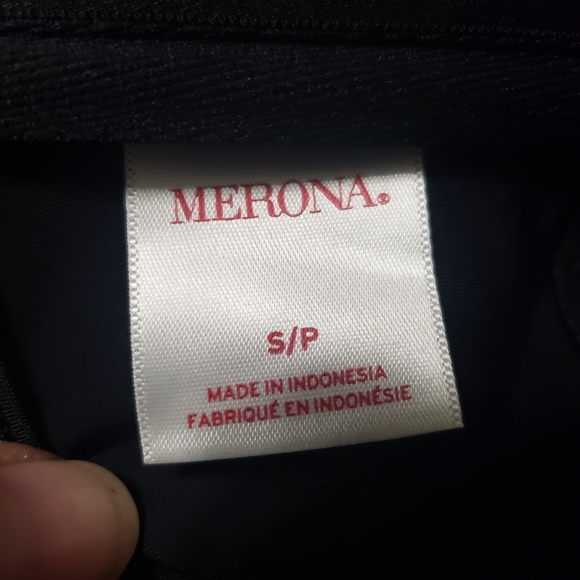 MERONA®
S/P
MADE IN INDONESIA
FABRIQUÉ EN INDONÉSIE